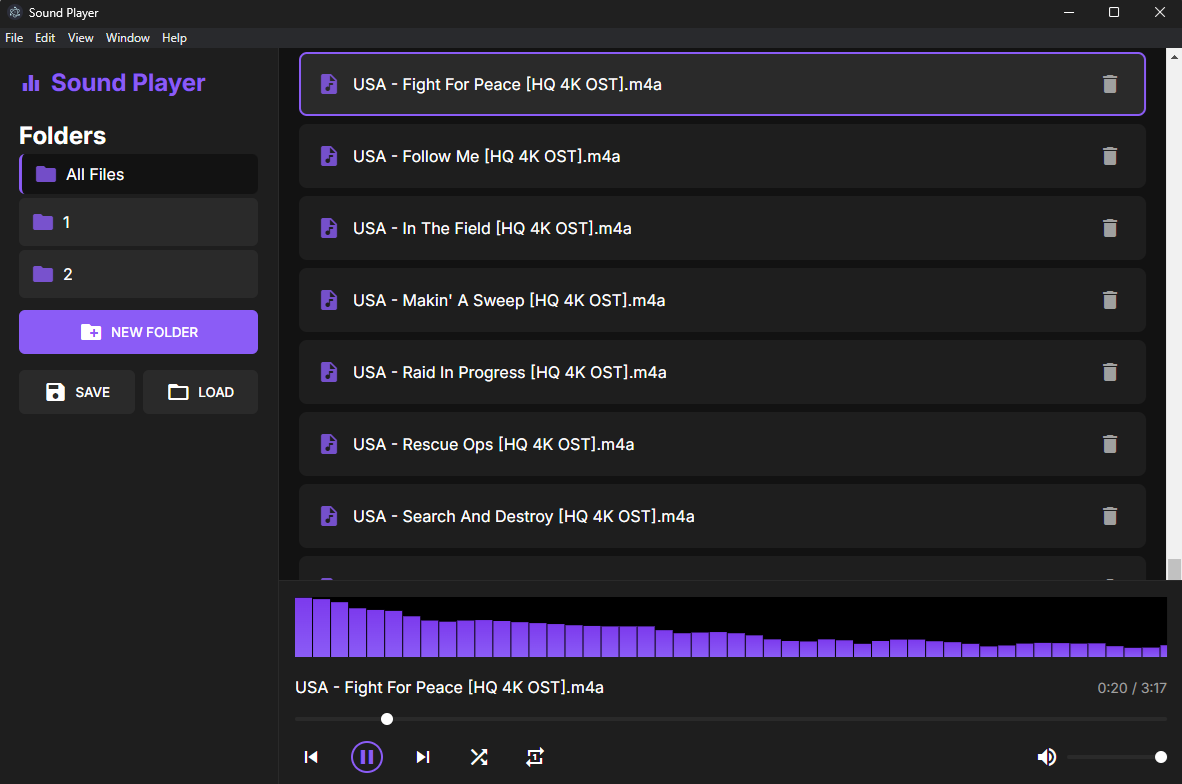 Sound Player
File Edit View Window Help
Sound Player
Folders
All Files
1
2
NEW FOLDER
SAVE LOAD
USA - Fight For Peace [HQ 4K OST].m4a
USA - Follow Me [HQ 4K OST].m4a
USA - In The Field [HQ 4K OST].m4a
USA - Makin' A Sweep [HQ 4K OST].m4a
USA - Raid In Progress [HQ 4K OST].m4a
USA - Rescue Ops [HQ 4K OST].m4a
USA - Search And Destroy [HQ 4K OST].m4a
USA - Fight For Peace [HQ 4K OST].m4a 0:20 / 3:17
1